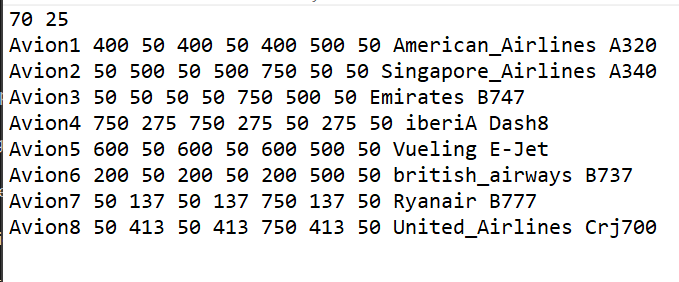 70 25
Avion1 400 50 400 50 400 500 50 American_Airlines A320
Avion2 50 500 50 500 750 50 50 Singapore_Airlines A340
Avion3 50 50 50 50 750 500 50 Emirates B747
Avion4 750 275 750 275 50 275 50 iberiA Dash8
Avion5 600 50 600 50 600 500 50 Vueling E-Jet
Avion6 200 50 200 50 200 500 50 british_airways B737
Avion7 50 137 50 137 750 137 50 Ryanair B777
Avion8 50 413 50 413 750 413 50 United_Airlines Crj700